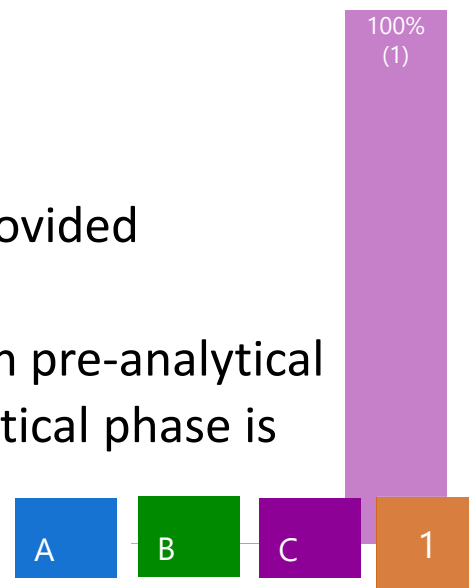 100%
(1)
ovided
n pre-analytical
tical phase is
A B C 1